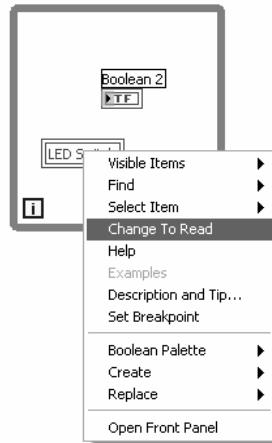 Boolean 2
TF
LED S
Visible Items
Find
Select Item
Change To Read
Help
Examples
Description and Tip...
Set Breakpoint
Boolean Palette
Create
Replace
Open Front Panel
i